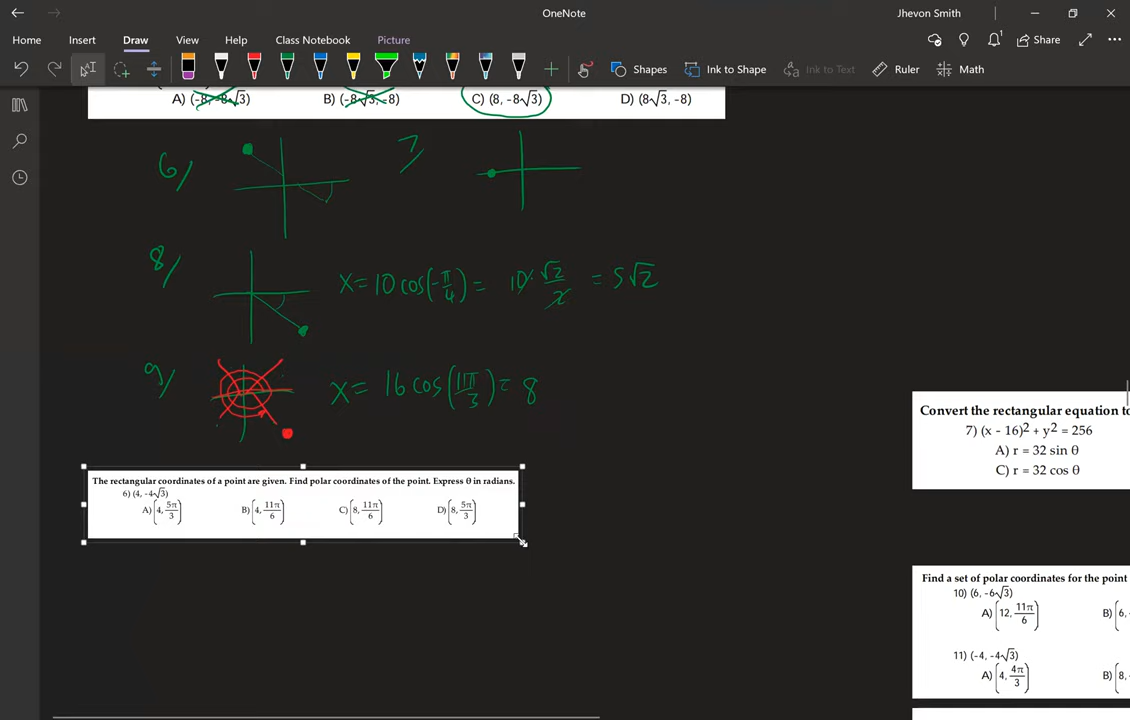 OneNote
Jhevon Smith
Home Insert Draw View Help Class Notebook Picture
Share
Shapes Ink to Shape Ink to Text Ruler Math
A) (-8, -8√3) B) (-8√3, -8) C) (8, -8√3) D) (8√3, -8)
6/ 7/
8/ x = 10 cos(-π/4) = 10 · √2/2 = 5√2
9/ x = 16 cos(11π/3) = 8
The rectangular coordinates of a point are given. Find polar coordinates of the point. Express θ in radians.
6) (4, -4√3)
A) (4, 5π/3) B) (4, 11π/6) C) (8, 11π/6) D) (8, 5π/3)
Convert the rectangular equation to
7) (x - 16)² + y² = 256
A) r = 32 sin θ
C) r = 32 cos θ
Find a set of polar coordinates for the point
10) (6, -6√3)
A) (12, 11π/6) B) (6,
11) (-4, -4√3)
A) (4, 4π/3) B) (8,